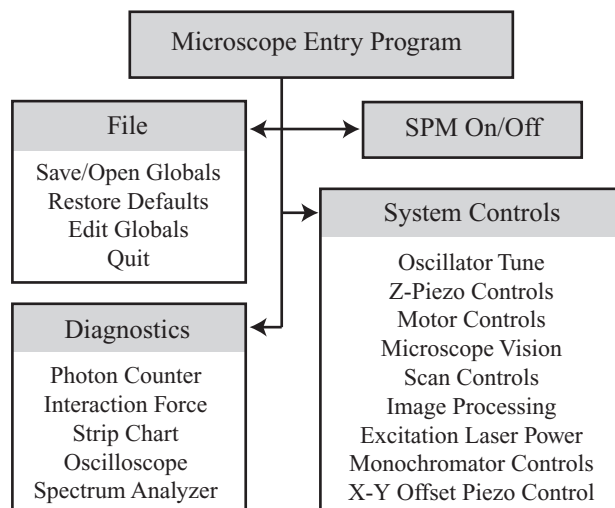 Microscope Entry Program
File
Save/Open Globals
Restore Defaults
Edit Globals
Quit
SPM On/Off
System Controls
Oscillator Tune
Z-Piezo Controls
Motor Controls
Microscope Vision
Scan Controls
Image Processing
Excitation Laser Power
Monochromator Controls
X-Y Offset Piezo Control
Diagnostics
Photon Counter
Interaction Force
Strip Chart
Oscilloscope
Spectrum Analyzer